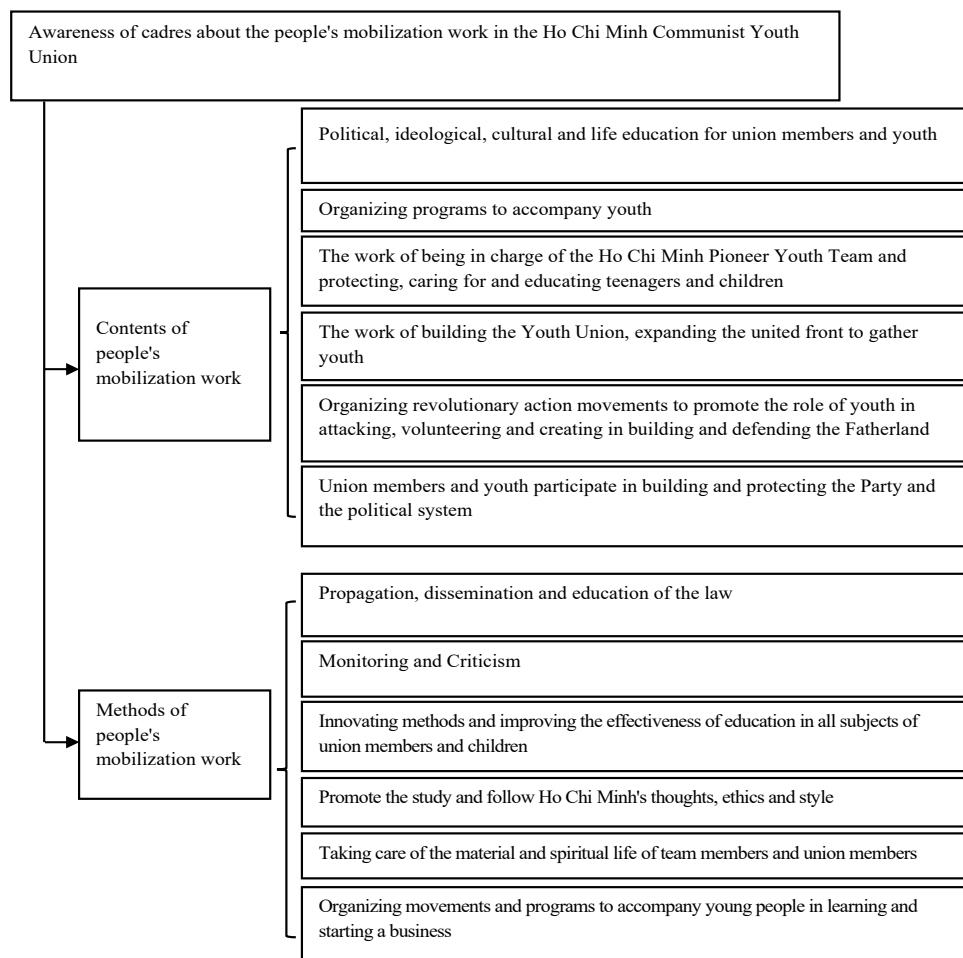 Awareness of cadres about the people's mobilization work in the Ho Chi Minh Communist Youth
Union
Contents of
people's
mobilization work
Political, ideological, cultural and life education for union members and youth
Organizing programs to accompany youth
The work of being in charge of the Ho Chi Minh Pioneer Youth Team and
protecting, caring for and educating teenagers and children
The work of building the Youth Union, expanding the united front to gather
youth
Organizing revolutionary action movements to promote the role of youth in
attacking, volunteering and creating in building and defending the Fatherland
Union members and youth participate in building and protecting the Party and
the political system
Methods of
people's
mobilization work
Propagation, dissemination and education of the law
Monitoring and Criticism
Innovating methods and improving the effectiveness of education in all subjects of
union members and children
Promote the study and follow Ho Chi Minh's thoughts, ethics and style
Taking care of the material and spiritual life of team members and union members
Organizing movements and programs to accompany young people in learning and
starting a business